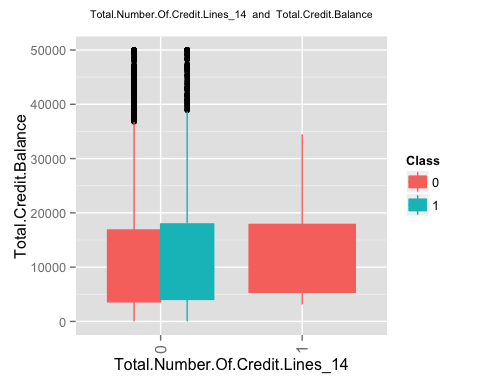 Total.Number.Of.Credit.Lines_14 and Total.Credit.Balance
50000
40000
30000
20000
10000
0
Total.Credit.Balance
0
1
Total.Number.Of.Credit.Lines_14
Class
0
1